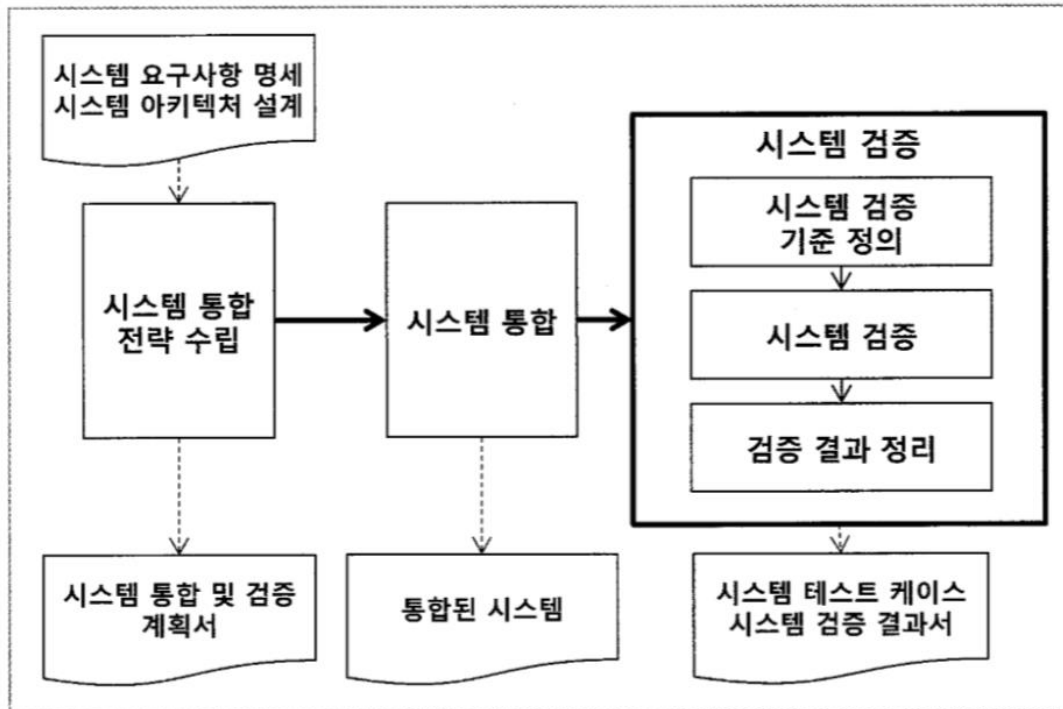 시스템 요구사항 명세
시스템 아키텍처 설계
시스템 통합
전략 수립
시스템 통합
시스템 검증
시스템 검증
기준 정의
시스템 검증
검증 결과 정리
시스템 통합 및 검증
계획서
통합된 시스템
시스템 테스트 케이스
시스템 검증 결과서